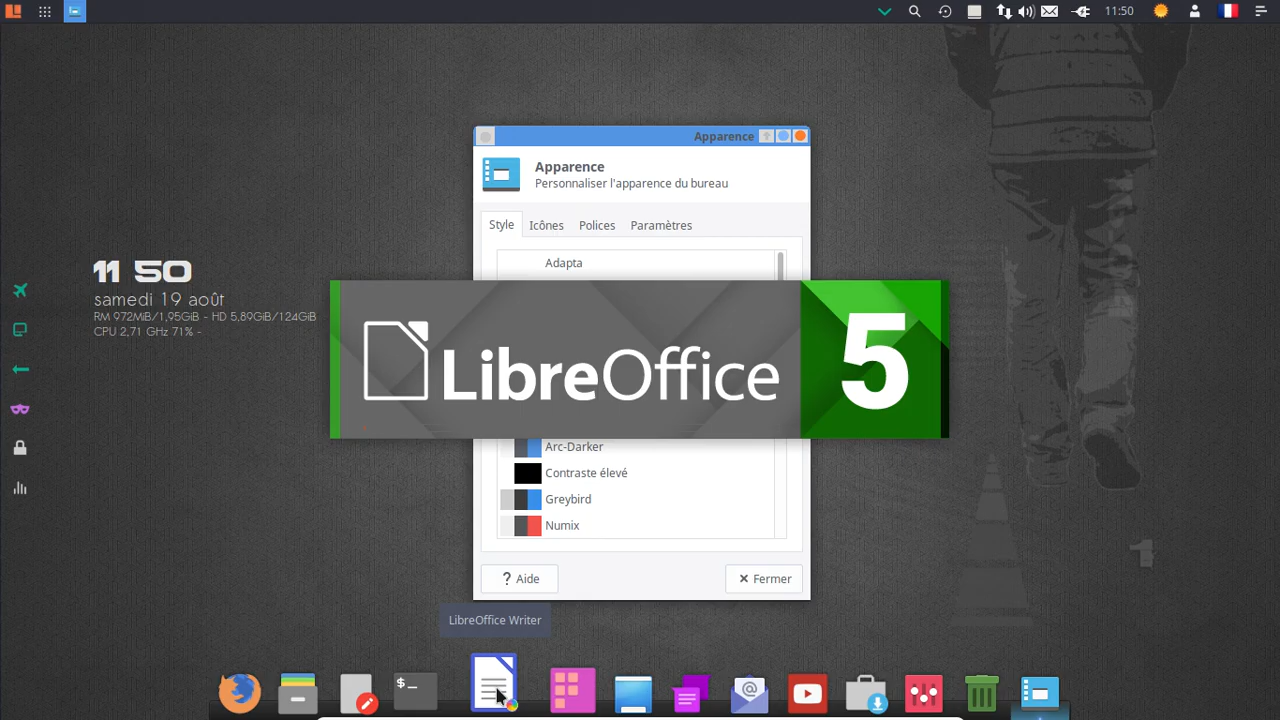 11:50
Apparence
Apparence
Personnaliser l'apparence du bureau
Style Icônes Polices Paramètres
Adapta
11 50
samedi 19 août
RM 972MiB/1,95GiB - HD 5,89GiB/124GiB
CPU 2,71 GHz 71% -
LibreOffice 5
Arc-Darker
Contraste élevé
Greybird
Numix
? Aide
Fermer
LibreOffice Writer
$_
@